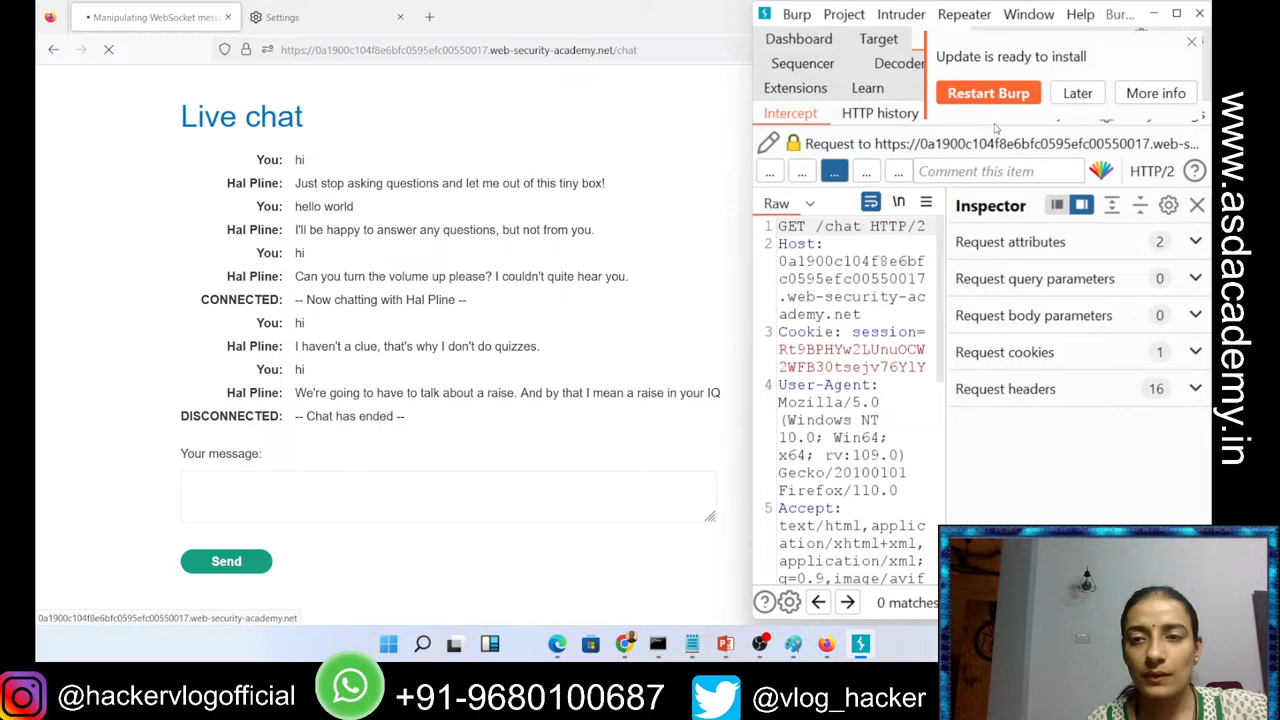 Manipulating WebSocket messa
Settings
https://0a1900c104f8e6bfc0595efc00550017.web-security-academy.net/chat
Live chat
You: hi
Hal Pline: Just stop asking questions and let me out of this tiny box!
You: hello world
Hal Pline: I'll be happy to answer any questions, but not from you.
You: hi
Hal Pline: Can you turn the volume up please? I couldn't quite hear you.
CONNECTED: -- Now chatting with Hal Pline --
You: hi
Hal Pline: I haven't a clue, that's why I don't do quizzes.
You: hi
Hal Pline: We're going to have to talk about a raise. And by that I mean a raise in your IQ
DISCONNECTED: -- Chat has ended --
Your message:
Send
0a1900c104f8e6bfc0595efc00550017.web-security-academy.net
Burp Project Intruder Repeater Window Help Bur...
Dashboard Target
Sequencer Decoder
Extensions Learn
Update is ready to install
Restart Burp Later More info
Intercept HTTP history
Request to https://0a1900c104f8e6bfc0595efc00550017.web-s...
... ... ... ... ... Comment this item HTTP/2
Raw \n
1 GET /chat HTTP/2
2 Host:
0a1900c104f8e6bf
c0595efc00550017
.web-security-ac
ademy.net
3 Cookie: session=
Rt9BPHYw2LUnuOCW
2WFB30tsejv76YlY
4 User-Agent:
Mozilla/5.0
(Windows NT
10.0; Win64;
x64; rv:109.0)
Gecko/20100101
Firefox/110.0
5 Accept:
text/html,applic
ation/xhtml+xml,
application/xml;
q=0.9,image/avif
0 matches
Inspector
Request attributes 2
Request query parameters 0
Request body parameters 0
Request cookies 1
Request headers 16
www.asdacademy.in
@hackervlogofficial
+91-9680100687
@vlog_hacker